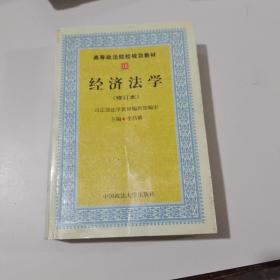 高等政法院校规划教材
16
经济法学
(修订本)
司法部法学教材编辑部编审
主编
中国政法大学出版社